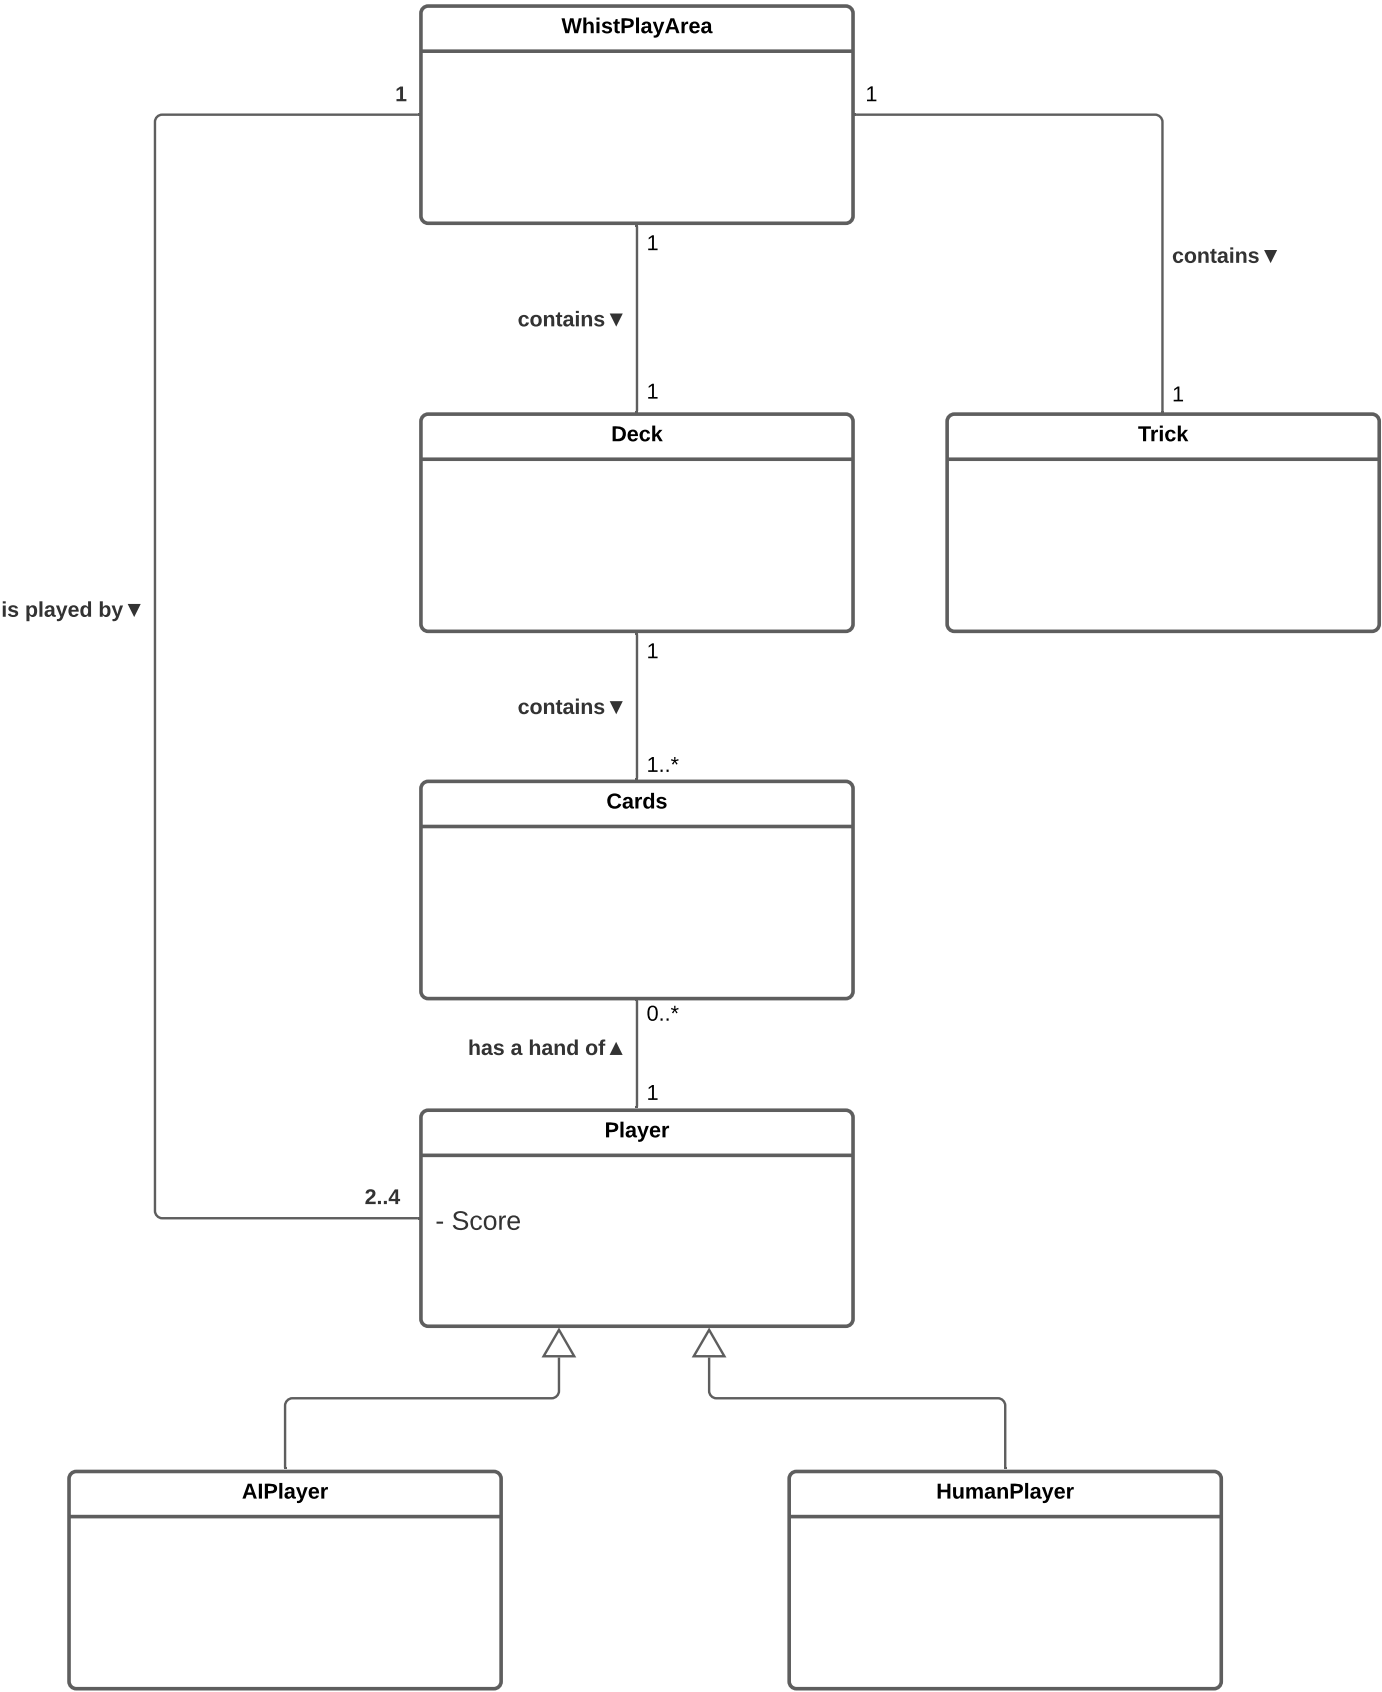 WhistPlayArea
1
1
1
contains ▼
contains ▼
1
1
Deck
Trick
is played by ▼
1
contains ▼
1..*
Cards
0..*
has a hand of ▲
1
Player
2..4
- Score
AIPlayer
HumanPlayer